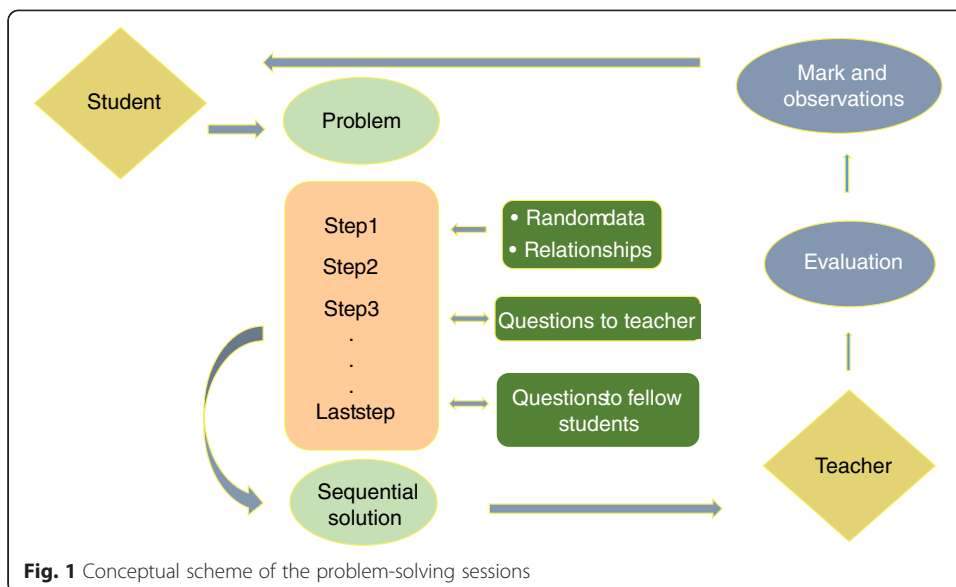 Student
Problem
Mark and
observations
Step1
Step2
Step3
.
.
.
Laststep
• Randomdata
• Relationships
Questions to teacher
Questionsto fellow
students
Evaluation
Sequential
solution
Teacher
Fig. 1 Conceptual scheme of the problem-solving sessions